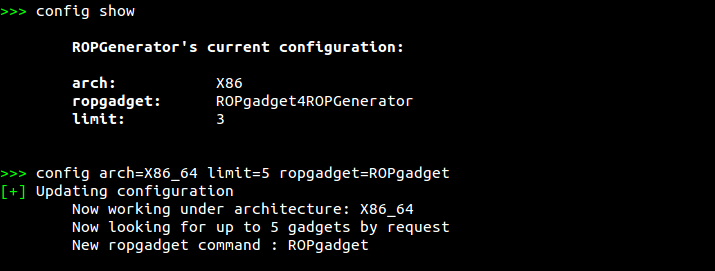 >>> config show
ROPGenerator's current configuration:
arch: X86
ropgadget: ROPgadget4ROPGenerator
limit: 3
>>> config arch=X86_64 limit=5 ropgadget=ROPgadget
[+] Updating configuration
Now working under architecture: X86_64
Now looking for up to 5 gadgets by request
New ropgadget command : ROPgadget